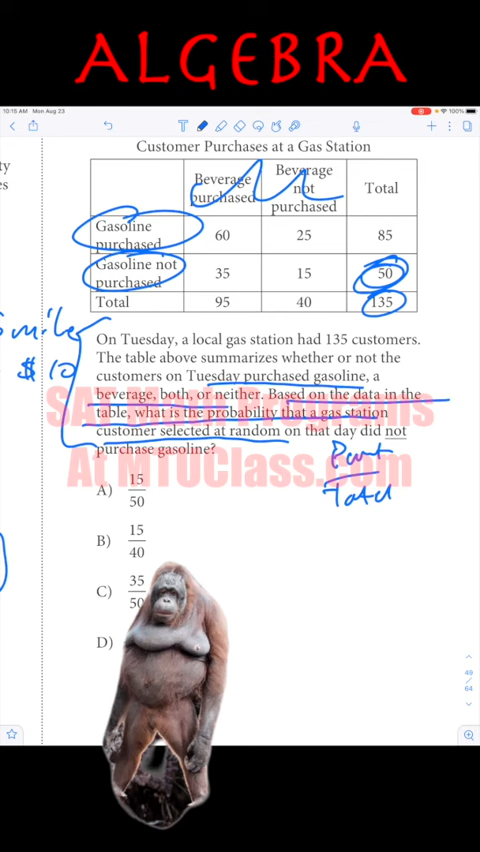 ALGEBRA
10:15 AM Mon Aug 23
100%
Customer Purchases at a Gas Station
Beverage purchased
Beverage not purchased
Total
Gasoline purchased
60
25
85
Gasoline not purchased
35
15
50
Total
95
40
135
On Tuesday, a local gas station had 135 customers.
The table above summarizes whether or not the
customers on Tuesday purchased gasoline, a
beverage, both, or neither. Based on the data in the
table, what is the probability that a gas station
customer selected at random on that day did not
purchase gasoline?
SAT Math Programs
At MTUClass.com
$10
Part
Total
A) 15
50
B) 15
40
C) 35
50
D)
49
/
64